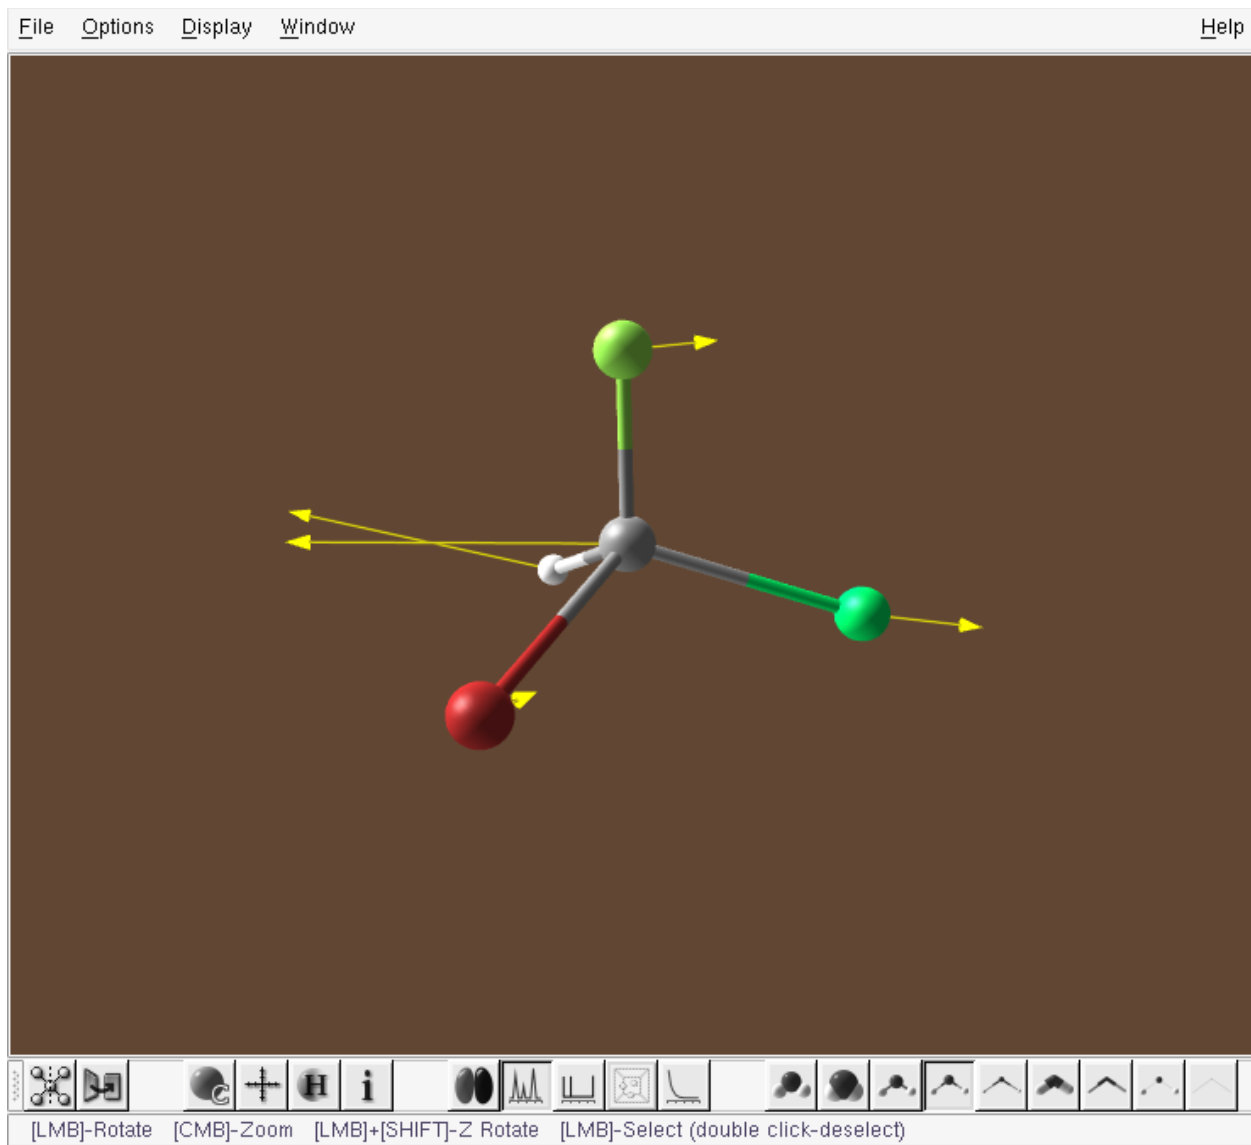 File Options Display Window Help
C H i
[LMB]-Rotate [CMB]-Zoom [LMB]+[SHIFT]-Z Rotate [LMB]-Select (double click-deselect)